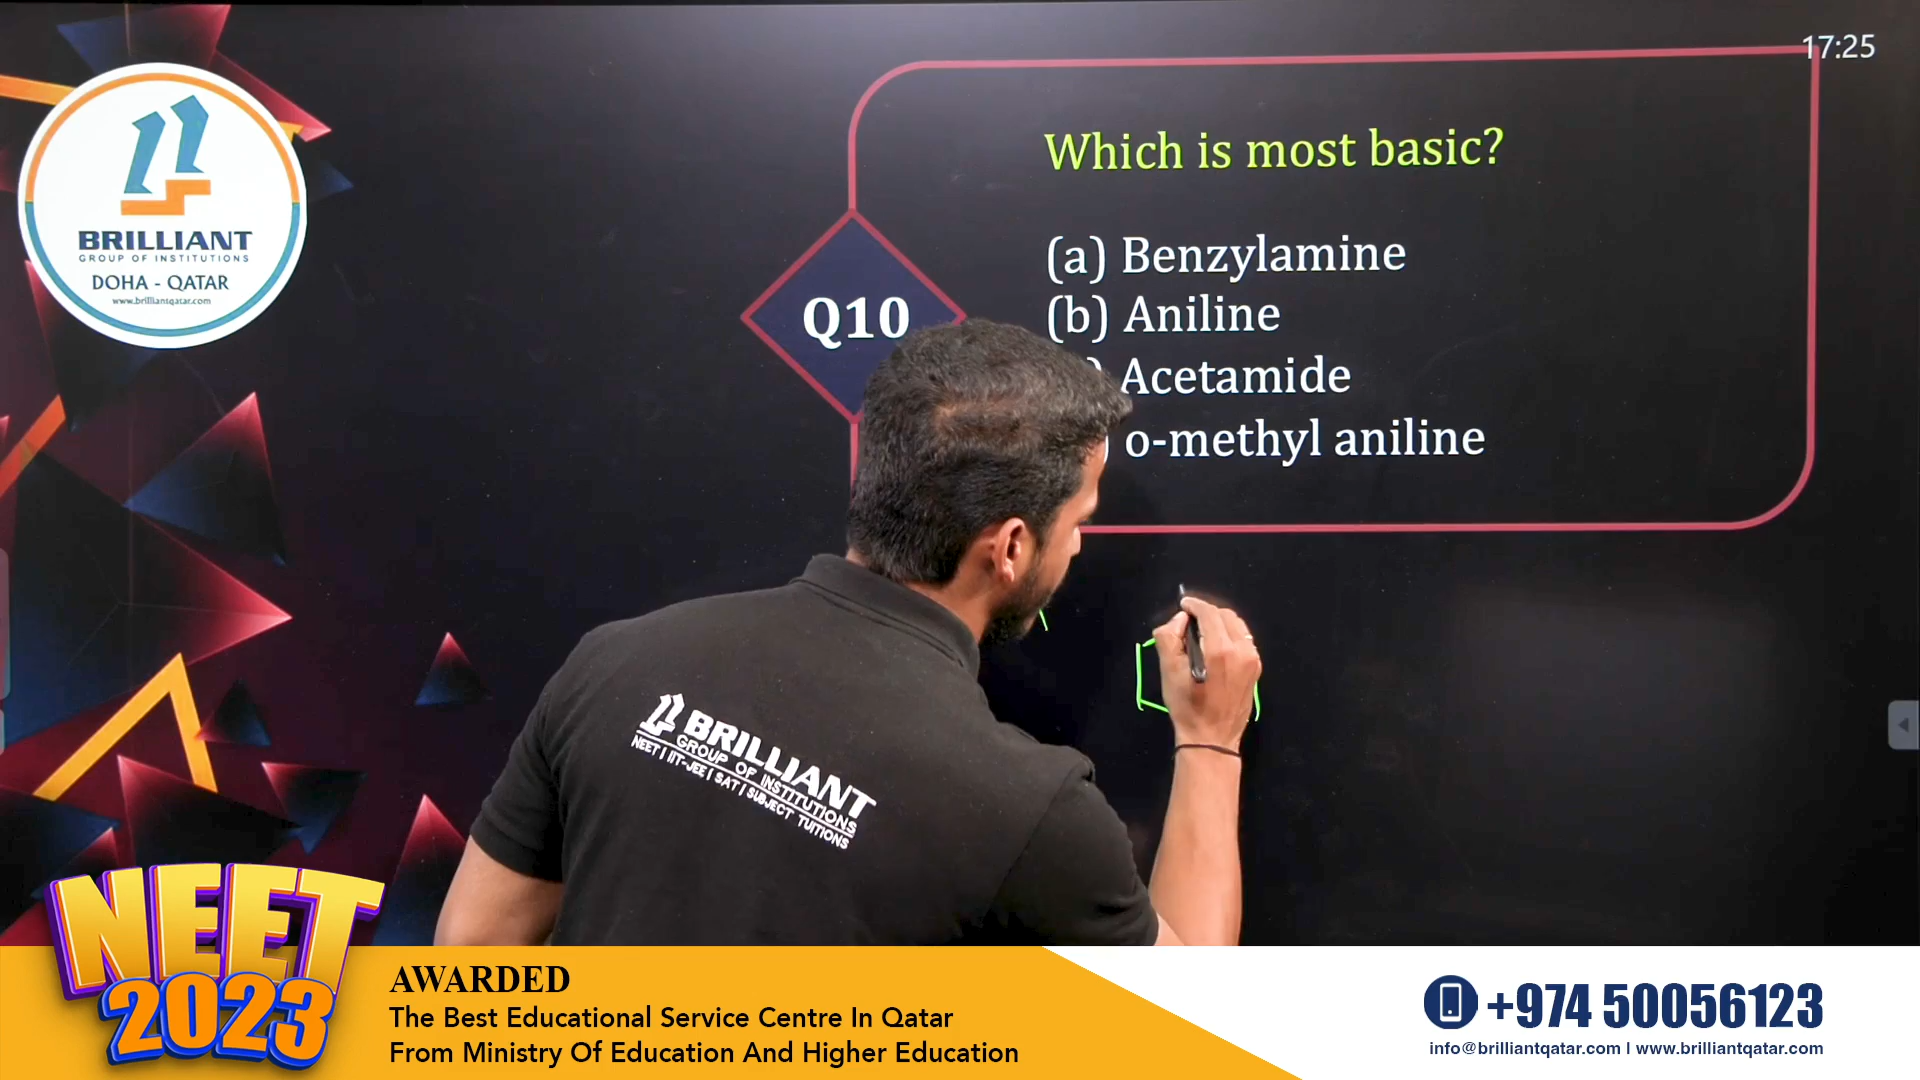 17:25
BRILLIANT
GROUP OF INSTITUTIONS
DOHA - QATAR
www.brilliantqatar.com
Which is most basic?
Q10
(a) Benzylamine
(b) Aniline
) Acetamide
) o-methyl aniline
BRILLIANT
GROUP OF INSTITUTIONS
NEET | IIT-JEE | SAT | SUBJECT TUITIONS
NEET
2023
AWARDED
The Best Educational Service Centre In Qatar
From Ministry Of Education And Higher Education
+974 50056123
info@brilliantqatar.com | www.brilliantqatar.com